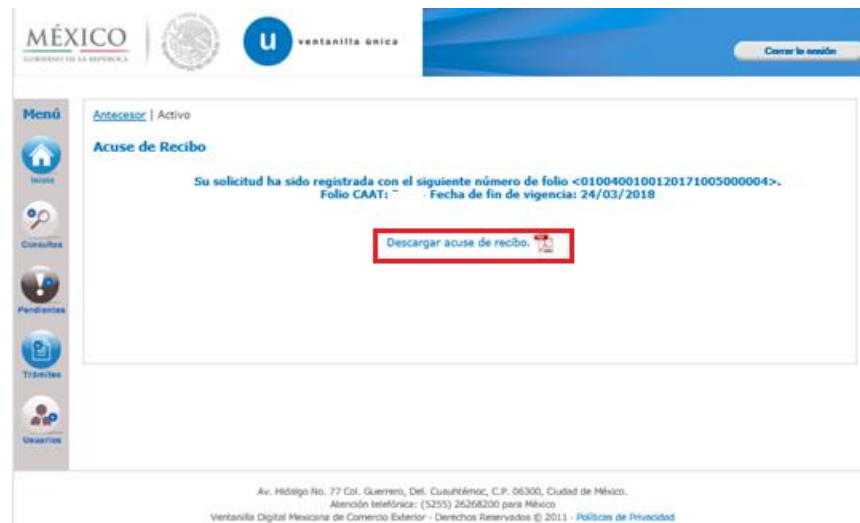 MÉXICO
GOBIERNO DE LA REPÚBLICA
u
ventanilla única
Cerrar la sesión
Menú
Inicio
Consultas
Pendientes
Trámites
Usuarios
Antecesor | Activo
Acuse de Recibo
Su solicitud ha sido registrada con el siguiente número de folio <0100400100120171005000004>.
Folio CAAT: Fecha de fin de vigencia: 24/03/2018
Descargar acuse de recibo.
Av. Hidalgo No. 77 Col. Guerrero, Del. Cuauhtémoc, C.P. 06300, Ciudad de México.
Atención telefónica: (5255) 26268200 para México
Ventanilla Digital Mexicana de Comercio Exterior - Derechos Reservados © 2011 - Políticas de Privacidad